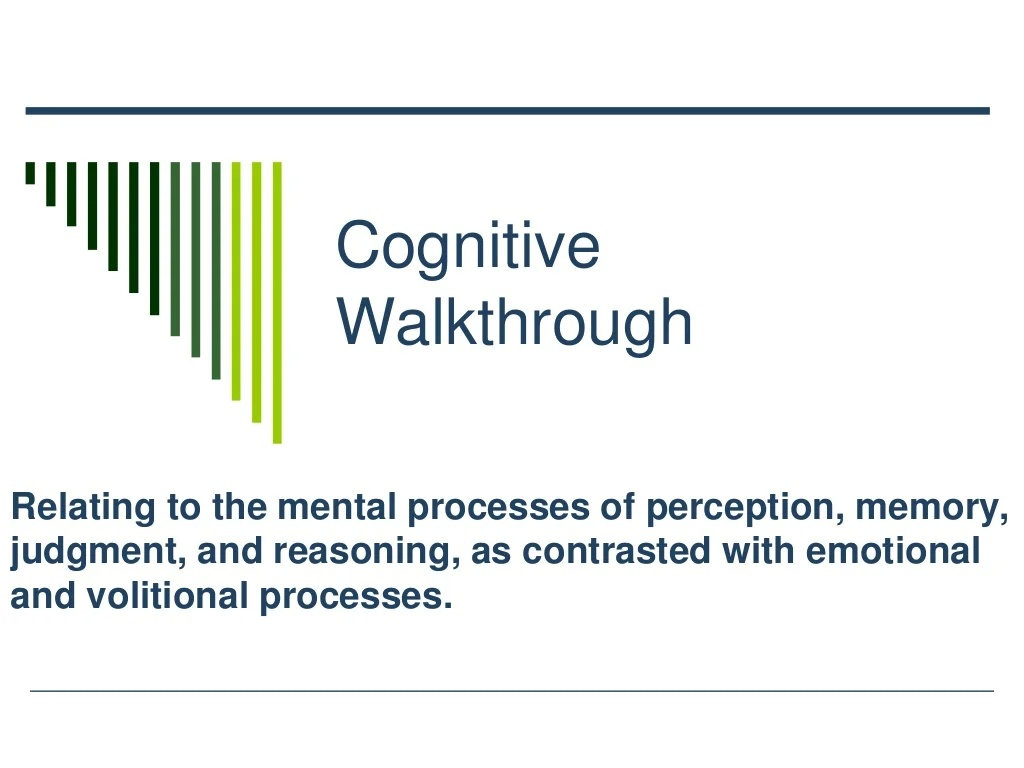 Cognitive
Walkthrough
Relating to the mental processes of perception, memory,
judgment, and reasoning, as contrasted with emotional
and volitional processes.